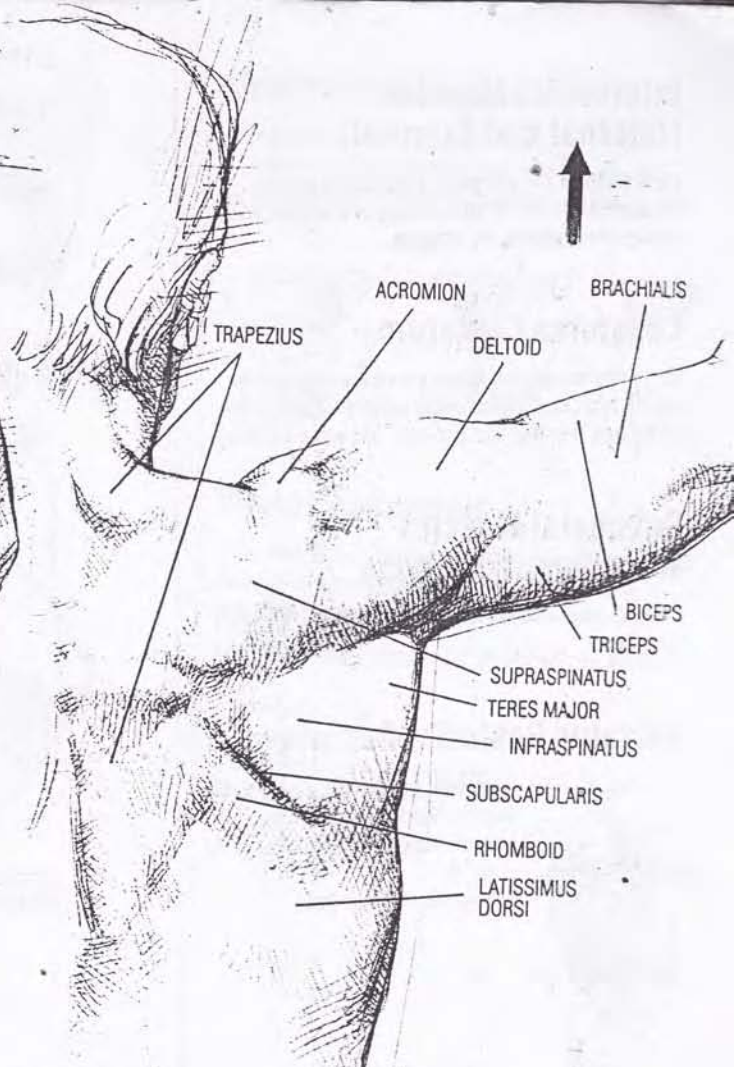 ACROMION
BRACHIALIS
TRAPEZIUS
DELTOID
BICEPS
TRICEPS
SUPRASPINATUS
TERES MAJOR
INFRASPINATUS
SUBSCAPULARIS
RHOMBOID
LATISSIMUS
DORSI